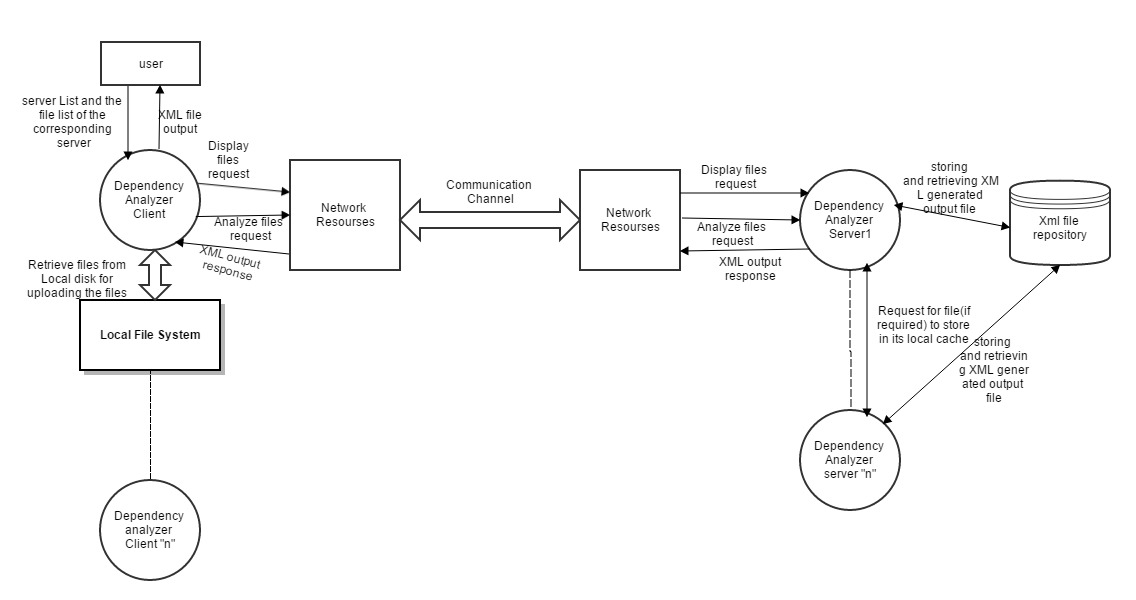 user
server List and the
file list of the
corresponding
server
XML file
output
Dependency
Analyzer
Client
Display
files
request
Analyze files
request
XML output
response
Network
Resourses
Communication
Channel
Network
Resourses
Display files
request
Analyze files
request
XML output
response
Dependency
Analyzer
Server1
storing
and retrieving XM
L generated
output file
Xml file
repository
Retrieve files from
Local disk for
uploading the files
Local File System
Request for file(if
required) to store
in its local cache
storing
and retrievin
g XML gener
ated output
file
Dependency
Analyzer
server "n"
Dependency
analyzer
Client "n"